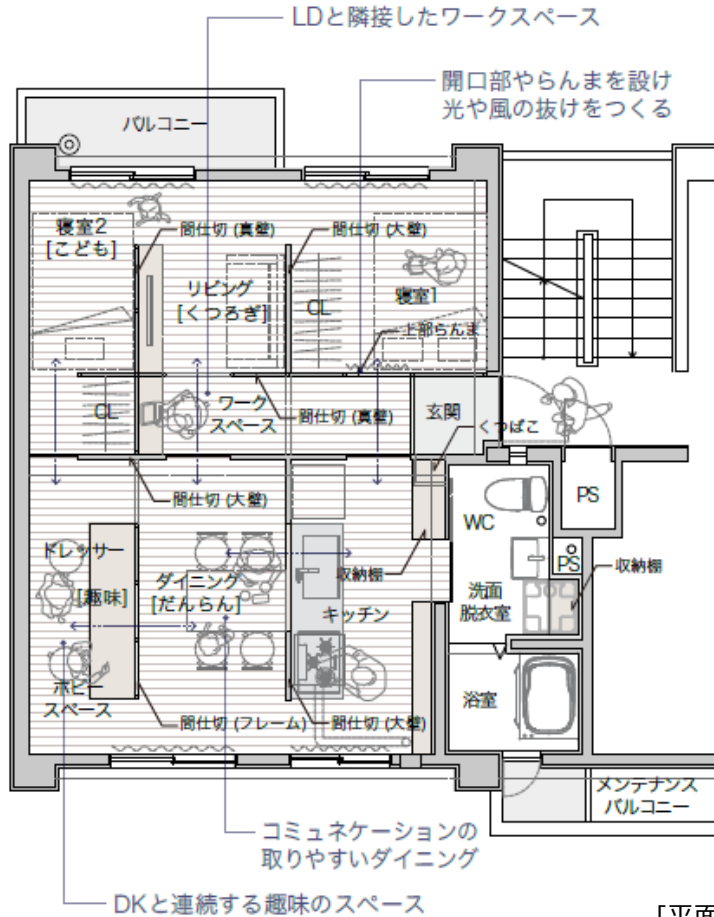 LDと隣接したワークスペース
開口部やらんまを設け
光や風の抜けをつくる
バルコニー
寝室2
[こども]
間仕切 (真壁)
間仕切 (大壁)
リビング
[くつろぎ]
CL
寝室1
上部らんま
CL
ワーク
スペース
間仕切 (真壁)
玄関
くつばこ
間仕切 (大壁)
PS
WC
ドレッサー
ダイニング
[だんらん]
[趣味]
収納棚
キッチン
洗面
脱衣室
PS
収納棚
ホビー
スペース
浴室
間仕切 (フレーム)
間仕切 (大壁)
メンテナンス
バルコニー
コミュネケーションの
取りやすいダイニング
DKと連続する趣味のスペース
[平面